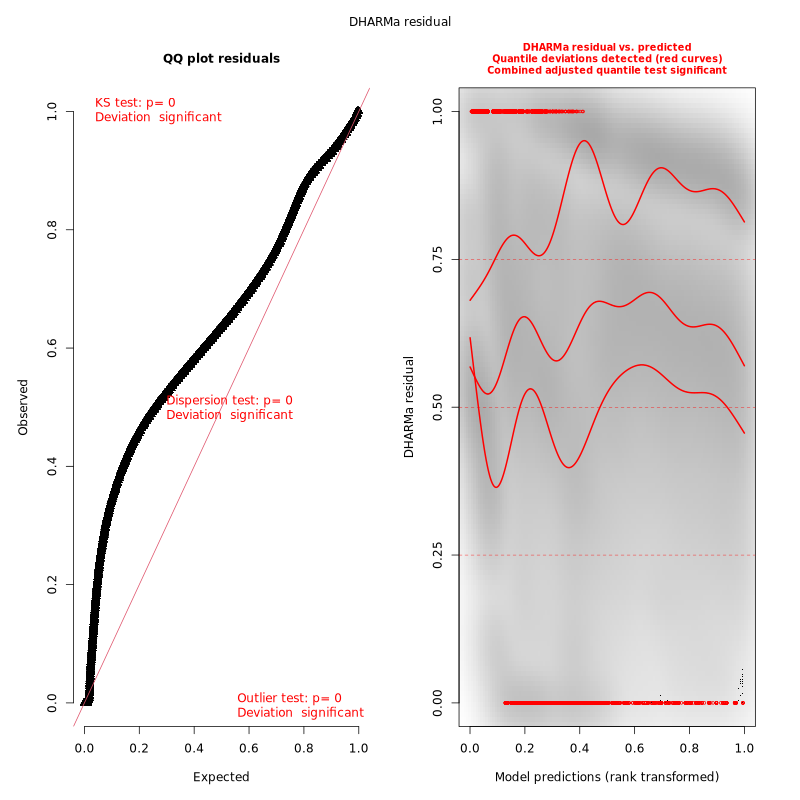 DHARMa residual
QQ plot residuals
KS test: p= 0
Deviation significant
Dispersion test: p= 0
Deviation significant
Outlier test: p= 0
Deviation significant
Observed
0.0
0.2
0.4
0.6
0.8
1.0
0.0 0.2 0.4 0.6 0.8 1.0
Expected
DHARMa residual vs. predicted
Quantile deviations detected (red curves)
Combined adjusted quantile test significant
DHARMa residual
0.00
0.25
0.50
0.75
1.00
0.0 0.2 0.4 0.6 0.8 1.0
Model predictions (rank transformed)